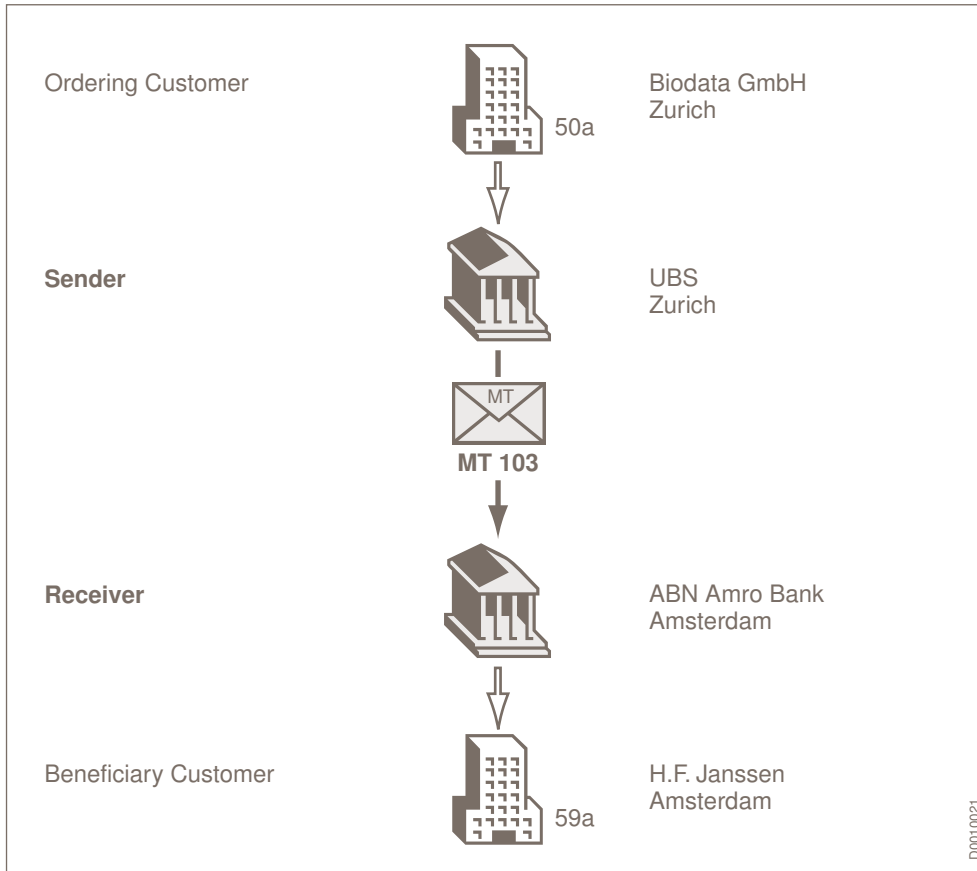 Ordering Customer
50a
Biodata GmbH
Zurich
Sender
UBS
Zurich
MT
MT 103
Receiver
ABN Amro Bank
Amsterdam
Beneficiary Customer
59a
H.F. Janssen
Amsterdam
D0010021